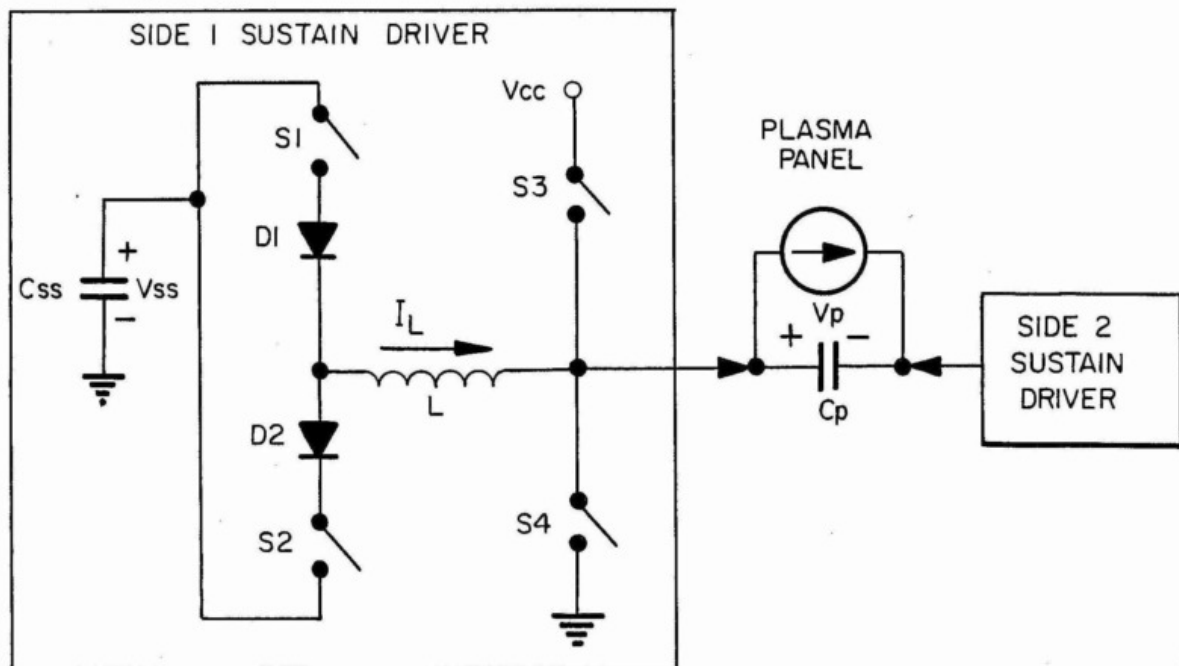 SIDE 1 SUSTAIN DRIVER
Vcc
S1
S3
PLASMA
PANEL
D1
+
Css
Vss
–
IL
L
Vp
+
–
Cp
SIDE 2
SUSTAIN
DRIVER
D2
S2
S4